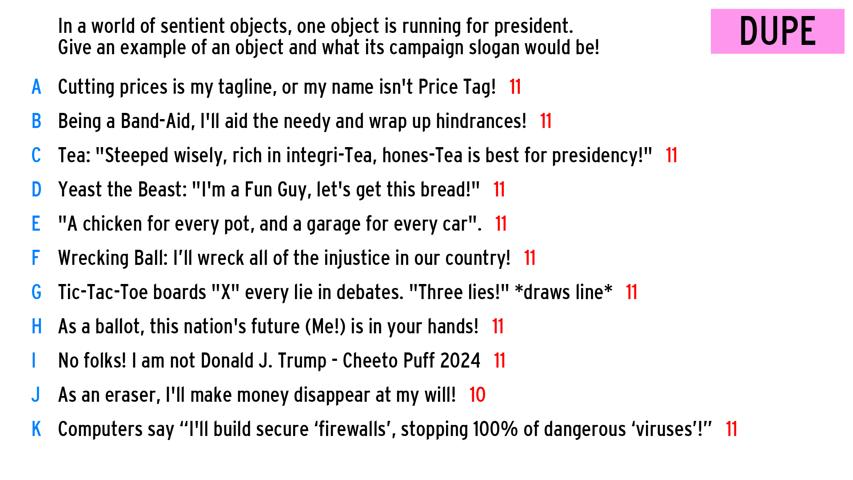 In a world of sentient objects, one object is running for president.
Give an example of an object and what its campaign slogan would be!
DUPE
A Cutting prices is my tagline, or my name isn't Price Tag! 11
B Being a Band-Aid, I'll aid the needy and wrap up hindrances! 11
C Tea: "Steeped wisely, rich in integri-Tea, hones-Tea is best for presidency!" 11
D Yeast the Beast: "I'm a Fun Guy, let's get this bread!" 11
E "A chicken for every pot, and a garage for every car". 11
F Wrecking Ball: I’ll wreck all of the injustice in our country! 11
G Tic-Tac-Toe boards "X" every lie in debates. "Three lies!" *draws line* 11
H As a ballot, this nation's future (Me!) is in your hands! 11
I No folks! I am not Donald J. Trump - Cheeto Puff 2024 11
J As an eraser, I'll make money disappear at my will! 10
K Computers say “I'll build secure ‘firewalls’, stopping 100% of dangerous ‘viruses’!” 11